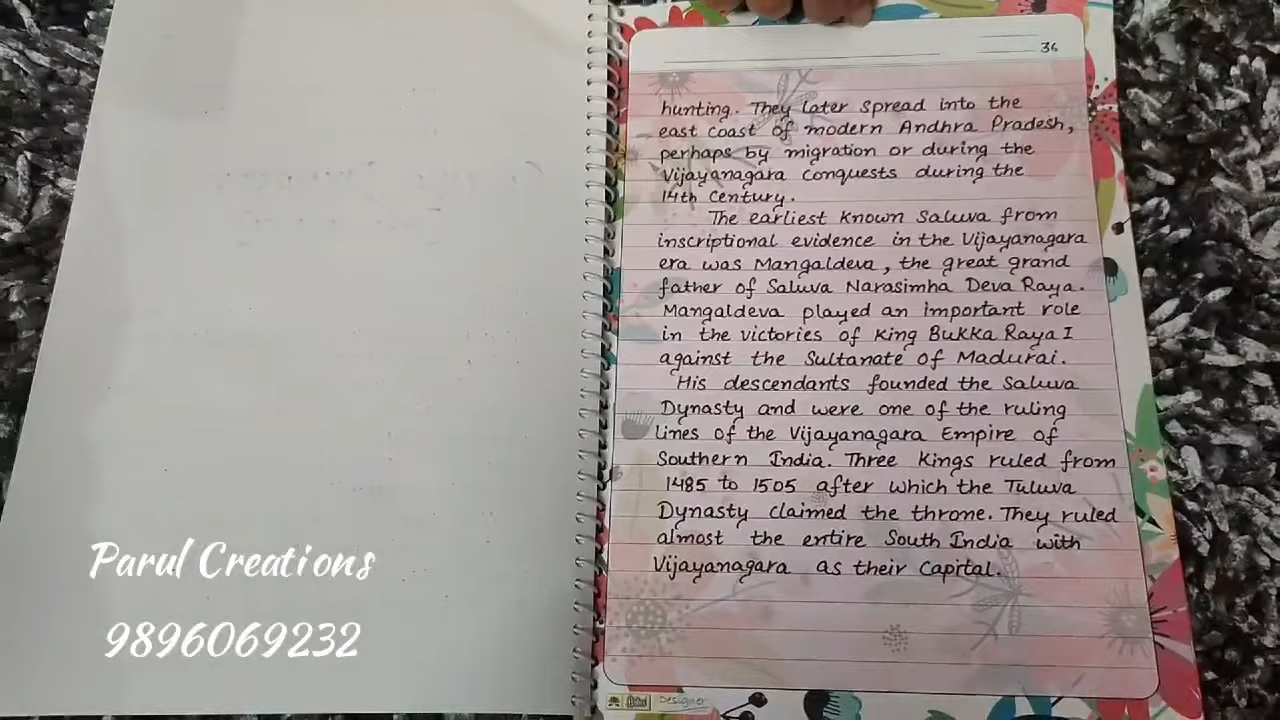 36
hunting. They later spread into the
east coast of modern Andhra Pradesh,
perhaps by migration or during the
Vijayanagara conquests during the
14th Century.
The earliest known Saluva from
inscriptional evidence in the Vijayanagara
era was Mangaldeva, the great grand
father of Saluva Narasimha Deva Raya.
Mangaldeva played an important role
in the victories of King Bukka Raya I
against the Sultanate of Madurai.
His descendants founded the Saluva
Dynasty and were one of the ruling
lines of the Vijayanagara Empire of
Southern India. Three Kings ruled from
1485 to 1505 after which the Tuluva
Dynasty claimed the throne. They ruled
almost the entire South India with
Vijayanagara as their Capital.
Parul Creations
9896069232
Designer